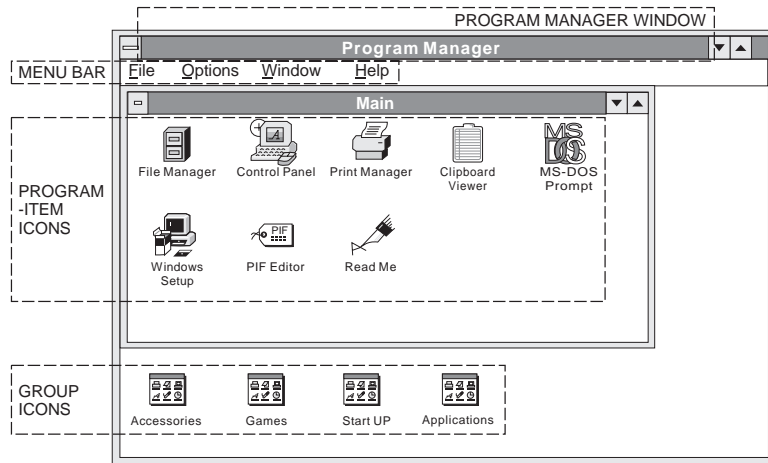 PROGRAM MANAGER WINDOW
Program Manager
MENU BAR
File Options Window Help
Main
PROGRAM
-ITEM
ICONS
File Manager
Control Panel
Print Manager
Clipboard
Viewer
MS
DOS
MS-DOS
Prompt
Windows
Setup
PIF
PIF Editor
Read Me
GROUP
ICONS
Accessories
Games
Start UP
Applications